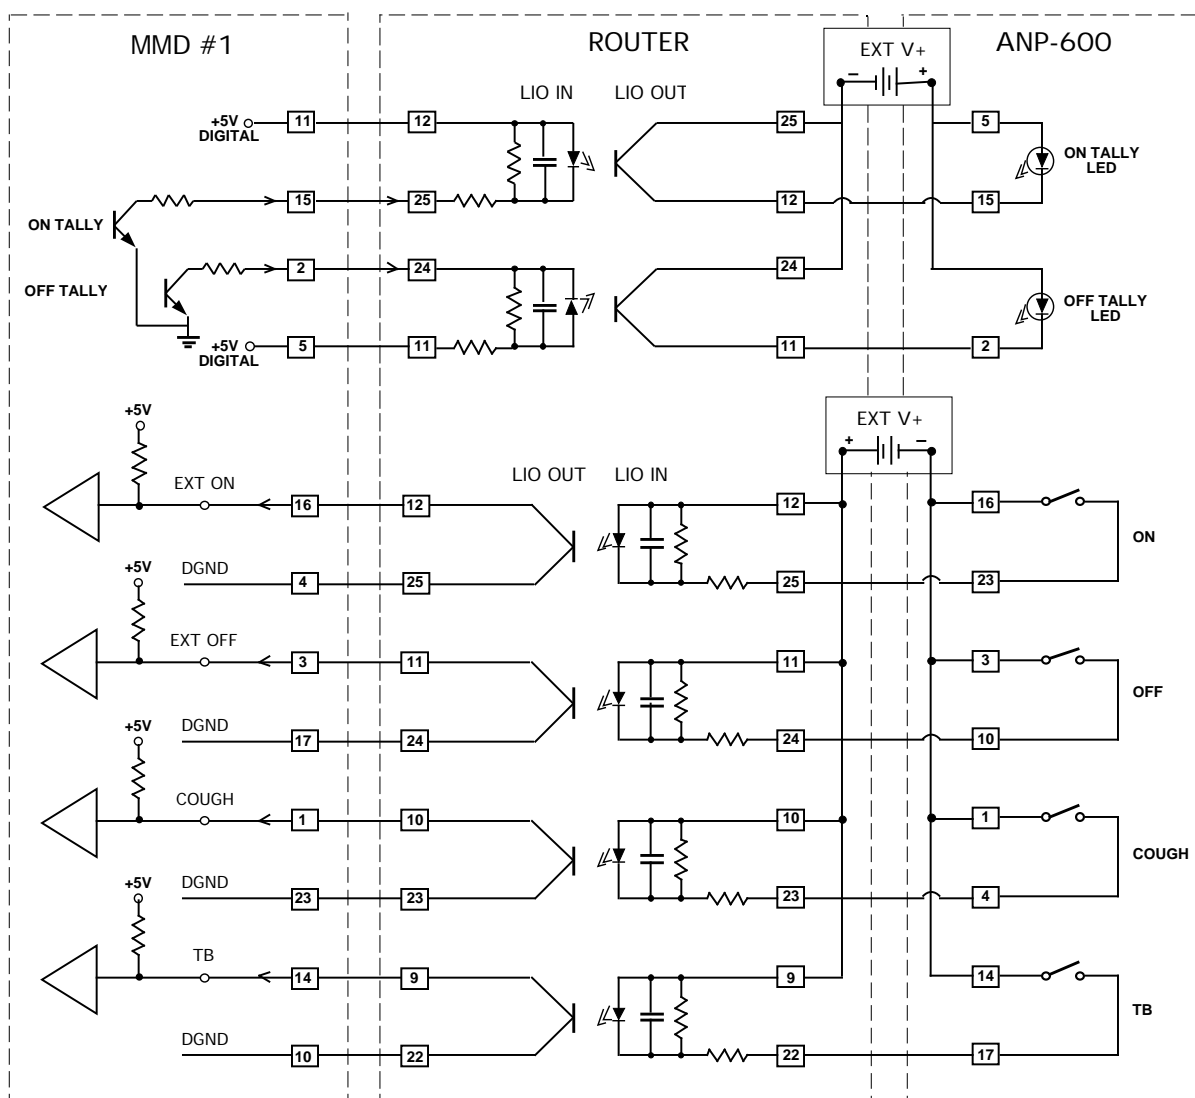 MMD #1
ROUTER
EXT V+
ANP-600
− +
LIO IN LIO OUT
+5V
DIGITAL
11 12 25 5
ON TALLY
LED
ON TALLY
15 25 12 15
OFF TALLY
2 24 24
OFF TALLY
LED
+5V
DIGITAL
5 11 11 2
EXT V+
+ −
+5V
LIO OUT LIO IN
EXT ON
16 12 12 16
ON
DGND
4 25 25 23
+5V
EXT OFF
3 11 11 3
OFF
DGND
17 24 24 10
+5V
COUGH
1 10 10 1
COUGH
DGND
23 23 23 4
+5V
TB
14 9 9 14
TB
DGND
10 22 22 17